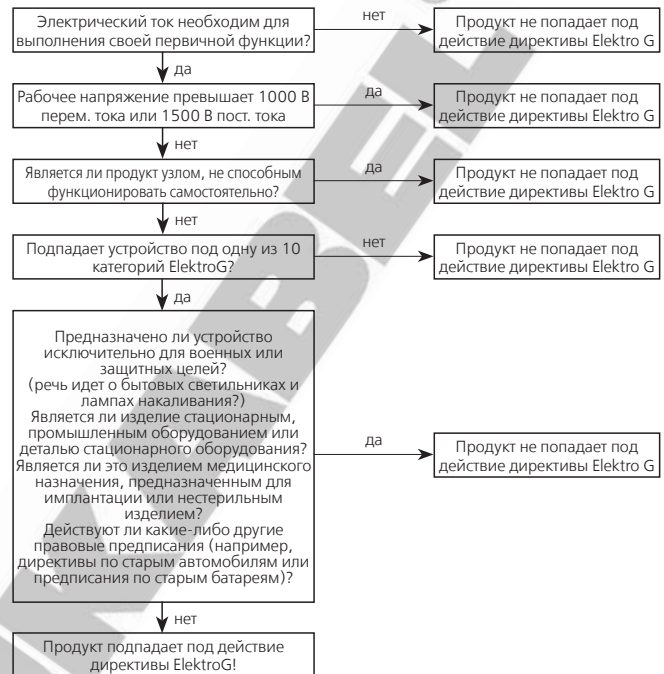 Электрический ток необходим для
выполнения своей первичной функции?
нет
Продукт не попадает под
действие директивы Elektro G
да
Рабочее напряжение превышает 1000 В
перем. тока или 1500 В пост. тока
да
Продукт не попадает под
действие директивы Elektro G
нет
Является ли продукт узлом, не способным
функционировать самостоятельно?
да
Продукт не попадает под
действие директивы Elektro G
нет
Подпадает устройство под одну из 10
категорий ElektroG?
нет
Продукт не попадает под
действие директивы Elektro G
да
Предназначено ли устройство
исключительно для военных или
защитных целей?
(речь идет о бытовых светильниках и
лампах накаливания?)
Является ли изделие стационарным,
промышленным оборудованием или
деталью стационарного оборудования?
Является ли это изделием медицинского
назначения, предназначенным для
имплантации или нестерильным
изделием?
Действуют ли какие-либо другие
правовые предписания (например,
директивы по старым автомобилям или
предписания по старым батареям)?
да
Продукт не попадает под
действие директивы Elektro G
нет
Продукт подпадает под действие
директивы ElektroG!
KABEL